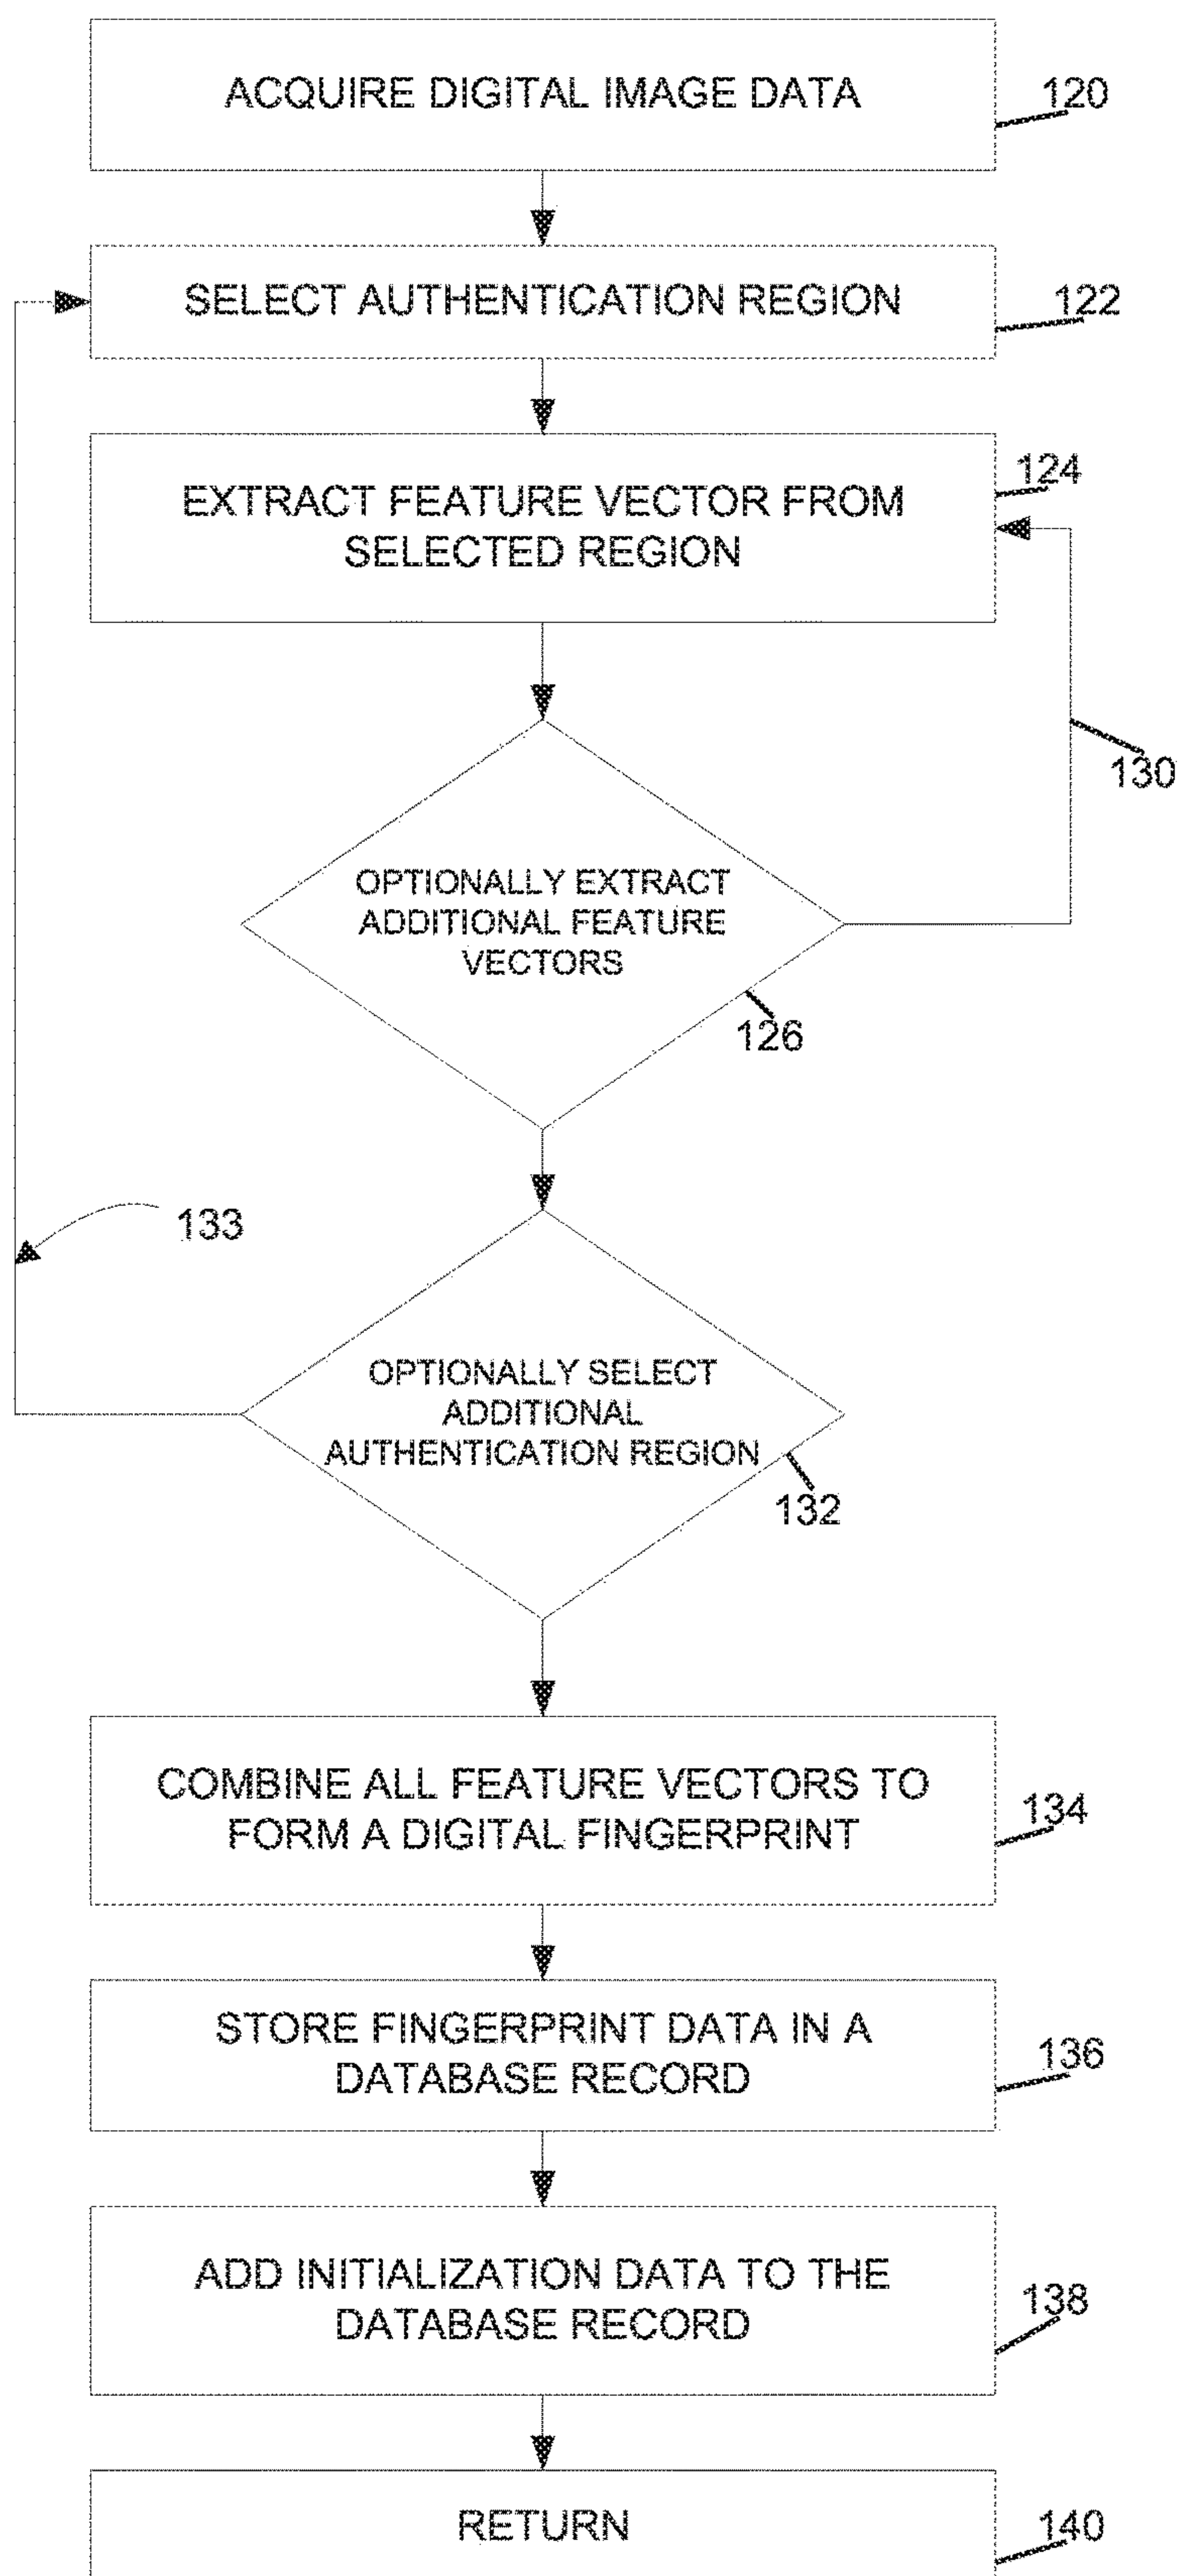 ACQUIRE DIGITAL IMAGE DATA
120
SELECT AUTHENTICATION REGION
122
EXTRACT FEATURE VECTOR FROM
SELECTED REGION
124
130
OPTIONALLY EXTRACT
ADDITIONAL FEATURE
VECTORS
126
133
OPTIONALLY SELECT
ADDITIONAL
AUTHENTICATION REGION
132
COMBINE ALL FEATURE VECTORS TO
FORM A DIGITAL FINGERPRINT
134
STORE FINGERPRINT DATA IN A
DATABASE RECORD
136
ADD INITIALIZATION DATA TO THE
DATABASE RECORD
138
RETURN
140